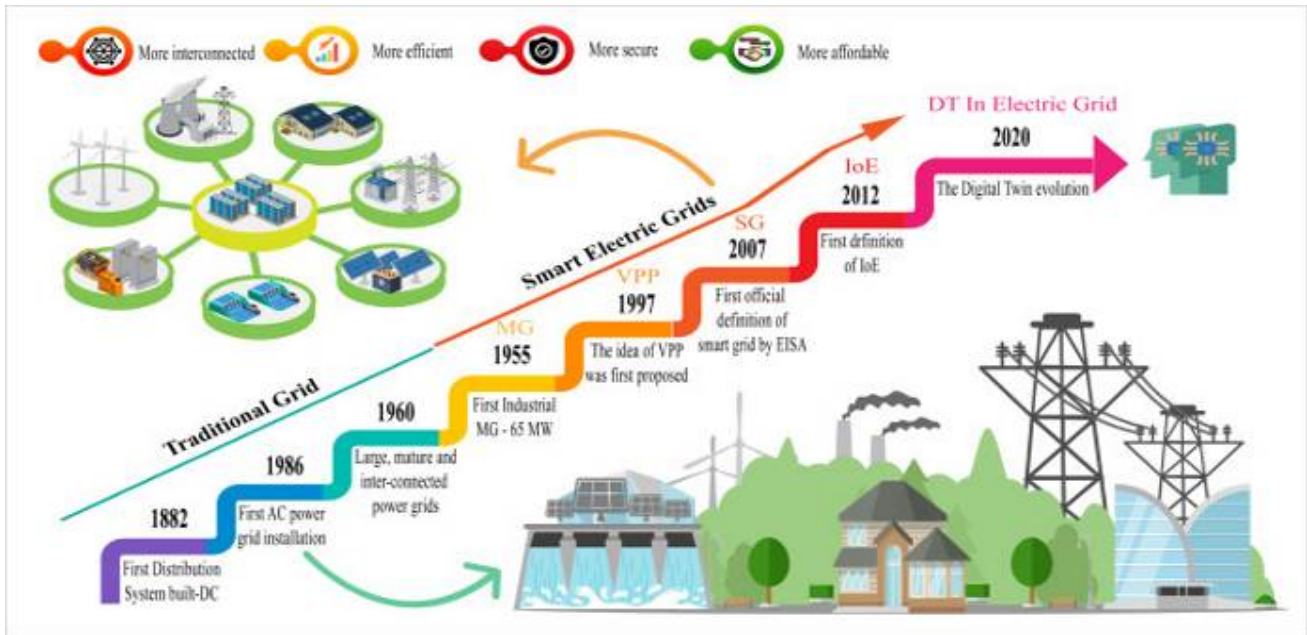 More interconnected
More efficient
More secure
More affordable
DT In Electric Grid
2020
The Digital Twin evolution
IoE
2012
First drfinition
of IoE
Smart Electric Grids
SG
2007
First official
definition of
smart grid by EISA
VPP
1997
The idea of VPP
was first proposed
MG
1955
First Industrial
MG - 65 MW
Traditional Grid
1960
Large, mature and
inter-connected
power grids
1986
First AC power
grid installation
1882
First Distribution
System built-DC